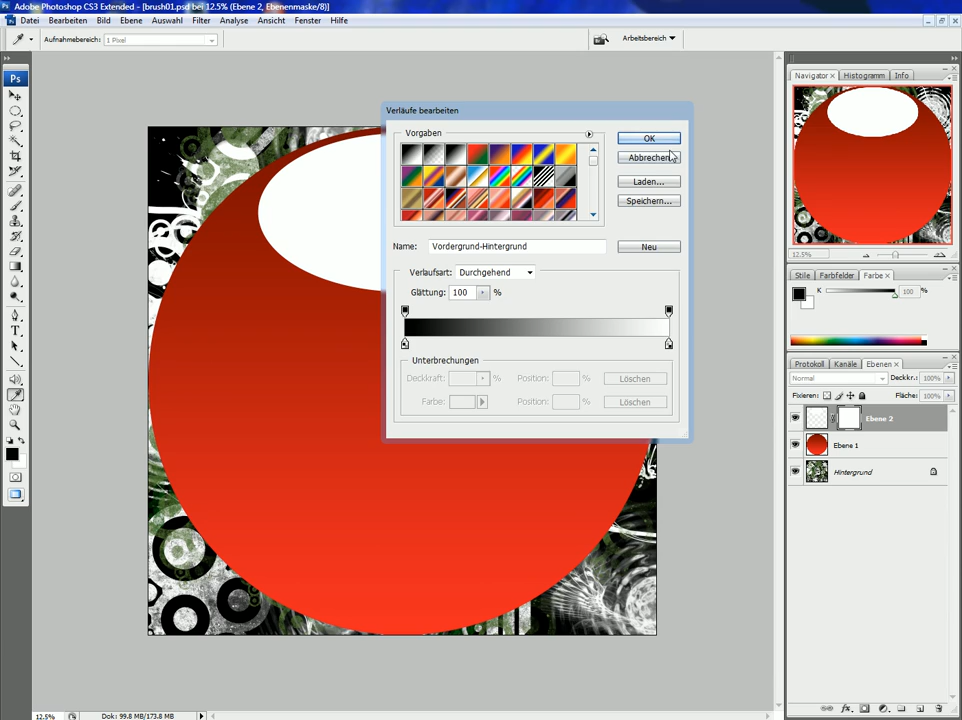 Adobe Photoshop CS3 Extended - [brush01.psd bei 12.5% (Ebene 2, Ebenenmaske/8)]
Datei Bearbeiten Bild Ebene Auswahl Filter Analyse Ansicht Fenster Hilfe
Aufnahmebereich: 1 Pixel
Arbeitsbereich
Ps
Verläufe bearbeiten
Vorgaben
OK
Abbrechen
Laden...
Speichern...
Name: Vordergrund-Hintergrund
Neu
Verlaufsart: Durchgehend
Glättung: 100 %
Unterbrechungen
Deckkraft: % Position: % Löschen
Farbe: Position: % Löschen
Navigator Histogramm Info
12.5%
Stile Farbfelder Farbe
K 100 %
Protokoll Kanäle Ebenen
Normal Deckkr.: 100%
Fixieren: Fläche: 100%
Ebene 2
Ebene 1
Hintergrund
12.5% Dok: 99.8 MB/173.8 MB